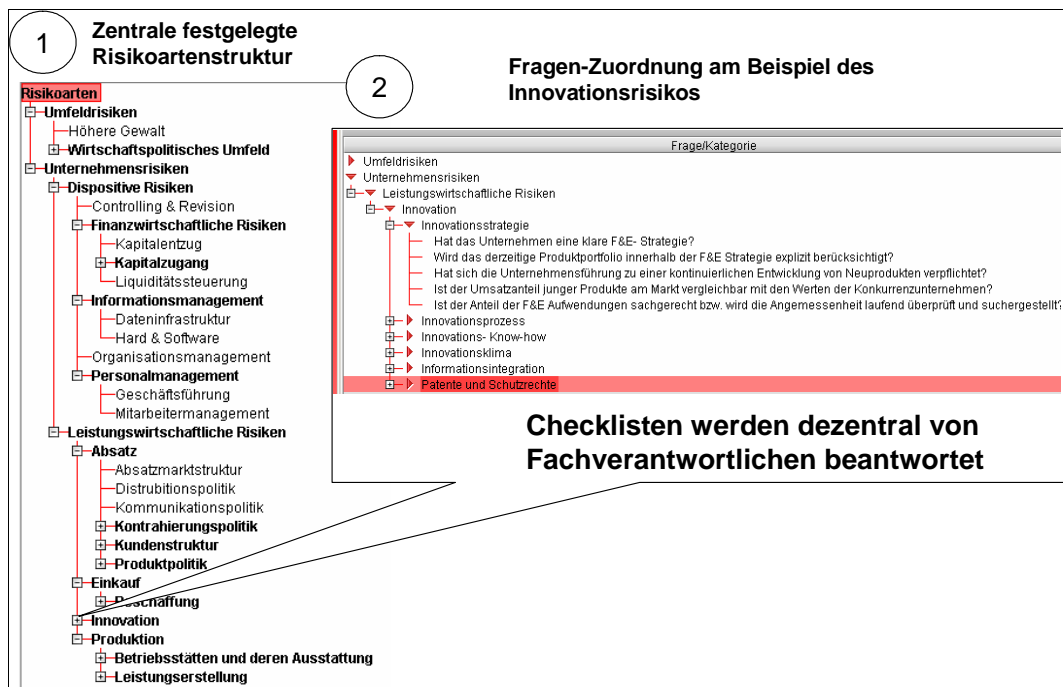 1
Zentrale festgelegte
Risikoartenstruktur
Risikoarten
Umfeldrisiken
Höhere Gewalt
Wirtschaftspolitisches Umfeld
Unternehmensrisiken
Dispositive Risiken
Controlling & Revision
Finanzwirtschaftliche Risiken
Kapitalentzug
Kapitalzugang
Liquiditätssteuerung
Informationsmanagement
Dateninfrastruktur
Hard & Software
Organisationsmanagement
Personalmanagement
Geschäftsführung
Mitarbeitermanagement
Leistungswirtschaftliche Risiken
Absatz
Absatzmarktstruktur
Distrubitionspolitik
Kommunikationspolitik
Kontrahierungspolitik
Kundenstruktur
Produktpolitik
Einkauf
Beschaffung
Innovation
Produktion
Betriebsstätten und deren Ausstattung
Leistungserstellung
2
Fragen-Zuordnung am Beispiel des
Innovationsrisikos
Frage/Kategorie
Umfeldrisiken
Unternehmensrisiken
Leistungswirtschaftliche Risiken
Innovation
Innovationsstrategie
Hat das Unternehmen eine klare F&E- Strategie?
Wird das derzeitige Produktportfolio innerhalb der F&E Strategie explizit berücksichtigt?
Hat sich die Unternehmensführung zu einer kontinuierlichen Entwicklung von Neuprodukten verpflichtet?
Ist der Umsatzanteil junger Produkte am Markt vergleichbar mit den Werten der Konkurrenzunternehmen?
Ist der Anteil der F&E Aufwendungen sachgerecht bzw. wird die Angemessenheit laufend überprüft und suchergestellt?
Innovationsprozess
Innovations- Know-how
Innovationsklima
Informationsintegration
Patente und Schutzrechte
Checklisten werden dezentral von
Fachverantwortlichen beantwortet